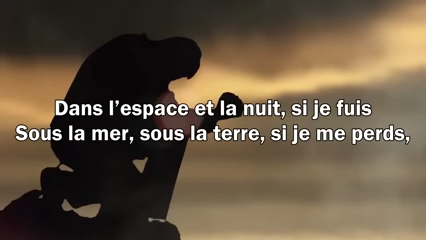 Dans l’espace et la nuit, si je fuis
Sous la mer, sous la terre, si je me perds,